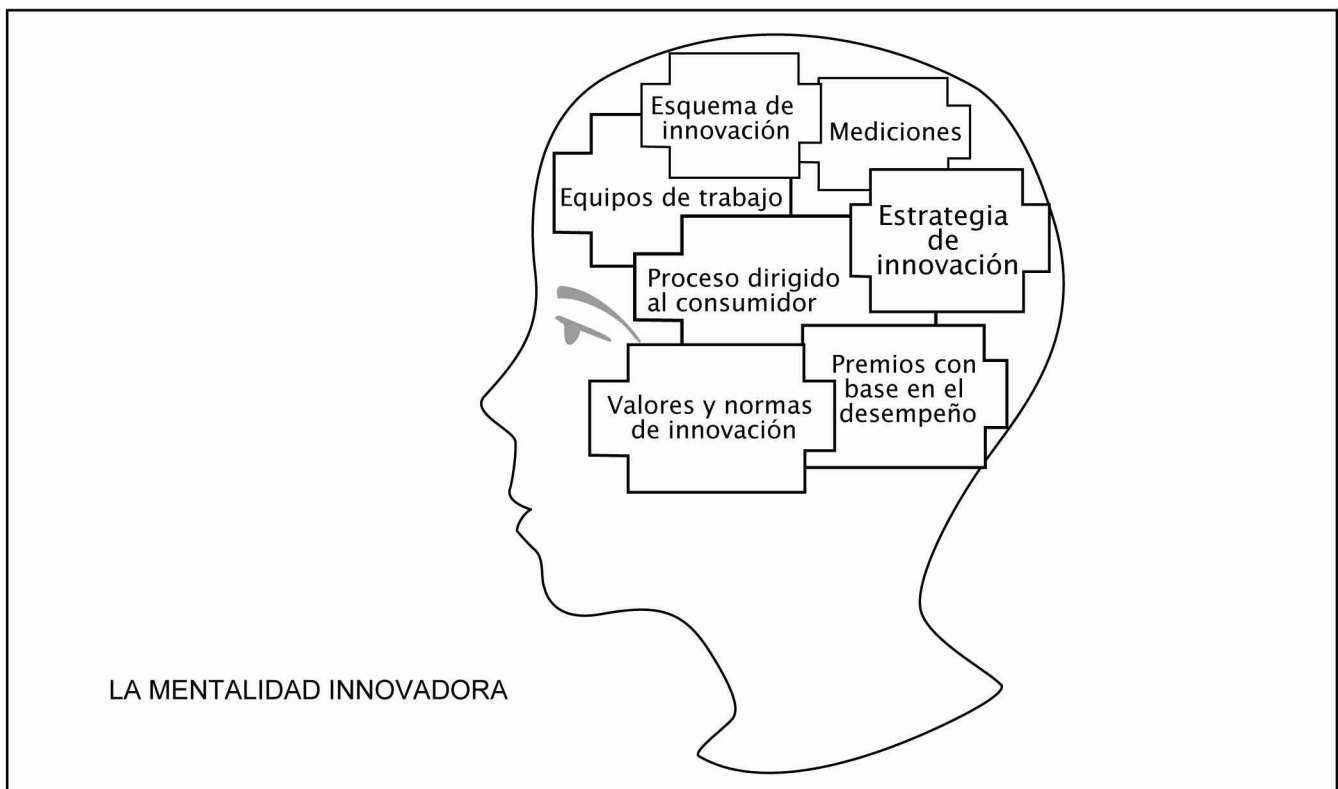 Esquema de
innovación
Mediciones
Equipos de trabajo
Estrategia
de
innovación
Proceso dirigido
al consumidor
Premios con
base en el
desempeño
Valores y normas
de innovación
LA MENTALIDAD INNOVADORA